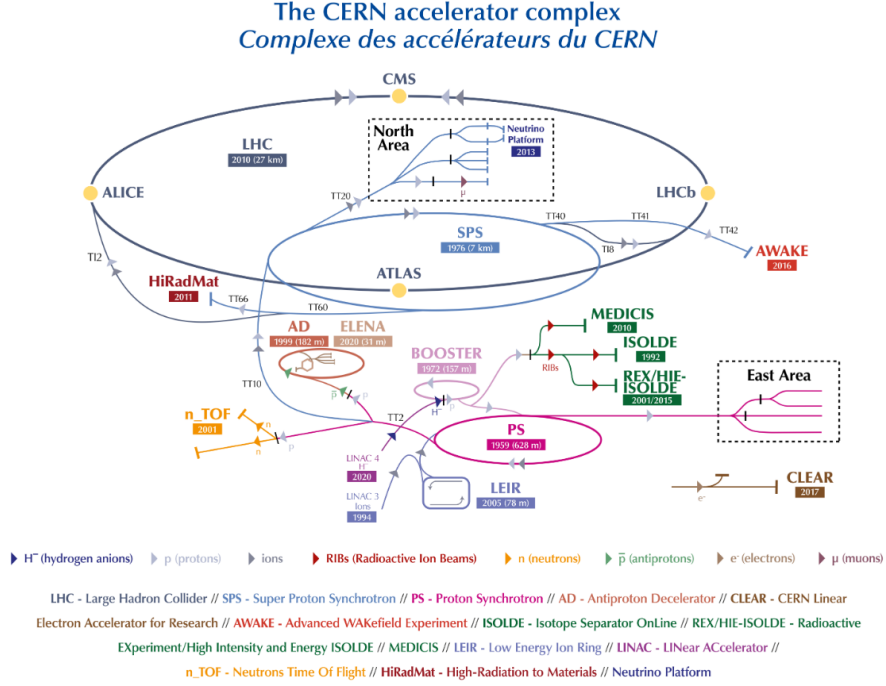 The CERN accelerator complex
Complexe des accélérateurs du CERN
CMS
North
Area
Neutrino
Platform
2013
LHC
2010 (27 km)
μ
ALICE
LHCb
TT20
TT40
TT41
TT42
SPS
1976 (7 km)
TI8
TI2
AWAKE
2016
HiRadMat
2011
ATLAS
TT66
TT60
AD
1999 (182 m)
ELENA
2020 (31 m)
MEDICIS
2010
BOOSTER
1972 (157 m)
ISOLDE
1992
RIBs
REX/HIE-
ISOLDE
2001/2015
East Area
TT10
p̅
p
H⁻
p
n_TOF
2001
n
n
p
TT2
PS
1959 (628 m)
LINAC 4
H⁻
2020
LINAC 3
Ions
1994
LEIR
2005 (78 m)
CLEAR
2017
e⁻
H⁻ (hydrogen anions)
p (protons)
ions
RIBs (Radioactive Ion Beams)
n (neutrons)
p̅ (antiprotons)
e⁻ (electrons)
μ (muons)
LHC - Large Hadron Collider // SPS - Super Proton Synchrotron // PS - Proton Synchrotron // AD - Antiproton Decelerator // CLEAR - CERN Linear
Electron Accelerator for Research // AWAKE - Advanced WAKefield Experiment // ISOLDE - Isotope Separator OnLine // REX/HIE-ISOLDE - Radioactive
EXperiment/High Intensity and Energy ISOLDE // MEDICIS // LEIR - Low Energy Ion Ring // LINAC - LINear ACcelerator //
n_TOF - Neutrons Time Of Flight // HiRadMat - High-Radiation to Materials // Neutrino Platform